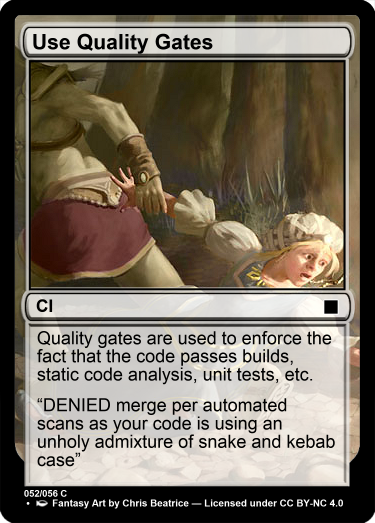 Use Quality Gates
CI
Quality gates are used to enforce the
fact that the code passes builds,
static code analysis, unit tests, etc.
“DENIED merge per automated
scans as your code is using an
unholy admixture of snake and kebab
case”
052/056 C
• Fantasy Art by Chris Beatrice — Licensed under CC BY-NC 4.0